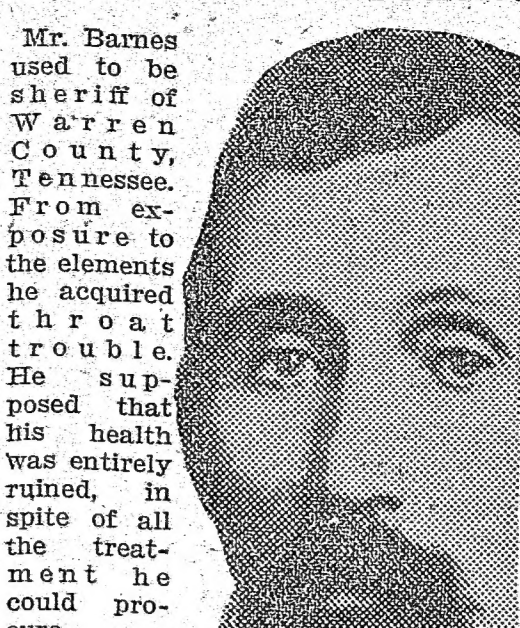 Mr. Barnes
used to be
sheriff of
Warren
County,
Tennessee.
From ex-
posure to
the elements
he acquired
throat
trouble.
He sup-
posed that
his health
was entirely
ruined, in
spite of all
the treat-
ment he
could pro-